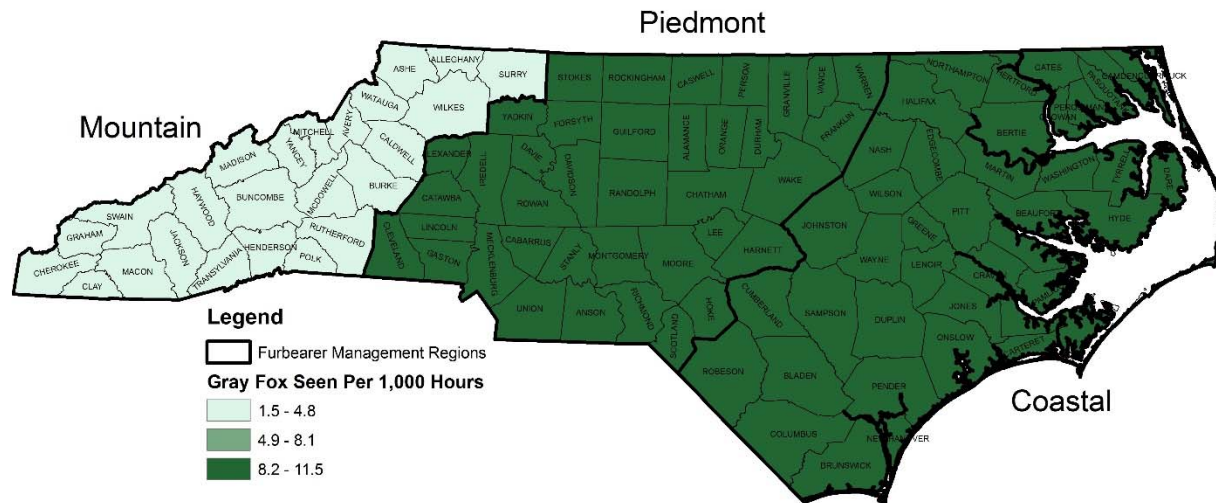 Piedmont
Mountain
Coastal
ASHE
ALLEGHANY
SURRY
WATAUGA
WILKES
AVERY
MITCHELL
YANCEY
CALDWELL
MADISON
BURKE
MCDOWELL
BUNCOMBE
HAYWOOD
SWAIN
GRAHAM
RUTHERFORD
JACKSON
HENDERSON
POLK
TRANSYLVANIA
CHEROKEE
MACON
CLAY
STOKES
ROCKINGHAM
CASWELL
PERSON
GRANVILLE
VANCE
WARREN
YADKIN
FORSYTH
GUILFORD
ALAMANCE
ORANGE
DURHAM
FRANKLIN
ALEXANDER
IREDELL
DAVIE
DAVIDSON
WAKE
CATAWBA
ROWAN
RANDOLPH
CHATHAM
LINCOLN
CLEVELAND
GASTON
MECKLENBURG
CABARRUS
STANLY
MONTGOMERY
MOORE
LEE
HARNETT
UNION
ANSON
RICHMOND
SCOTLAND
HOKE
NORTHAMPTON
HERTFORD
GATES
PASQUOTANK
HALIFAX
BERTIE
NASH
EDGECOMBE
MARTIN
WASHINGTON
TYRRELL
DARE
WILSON
PITT
BEAUFORT
HYDE
JOHNSTON
GREENE
WAYNE
LENOIR
JONES
CARTERET
CUMBERLAND
SAMPSON
DUPLIN
ONSLOW
ROBESON
BLADEN
PENDER
COLUMBUS
BRUNSWICK
Legend
Furbearer Management Regions
Gray Fox Seen Per 1,000 Hours
1.5 - 4.8
4.9 - 8.1
8.2 - 11.5